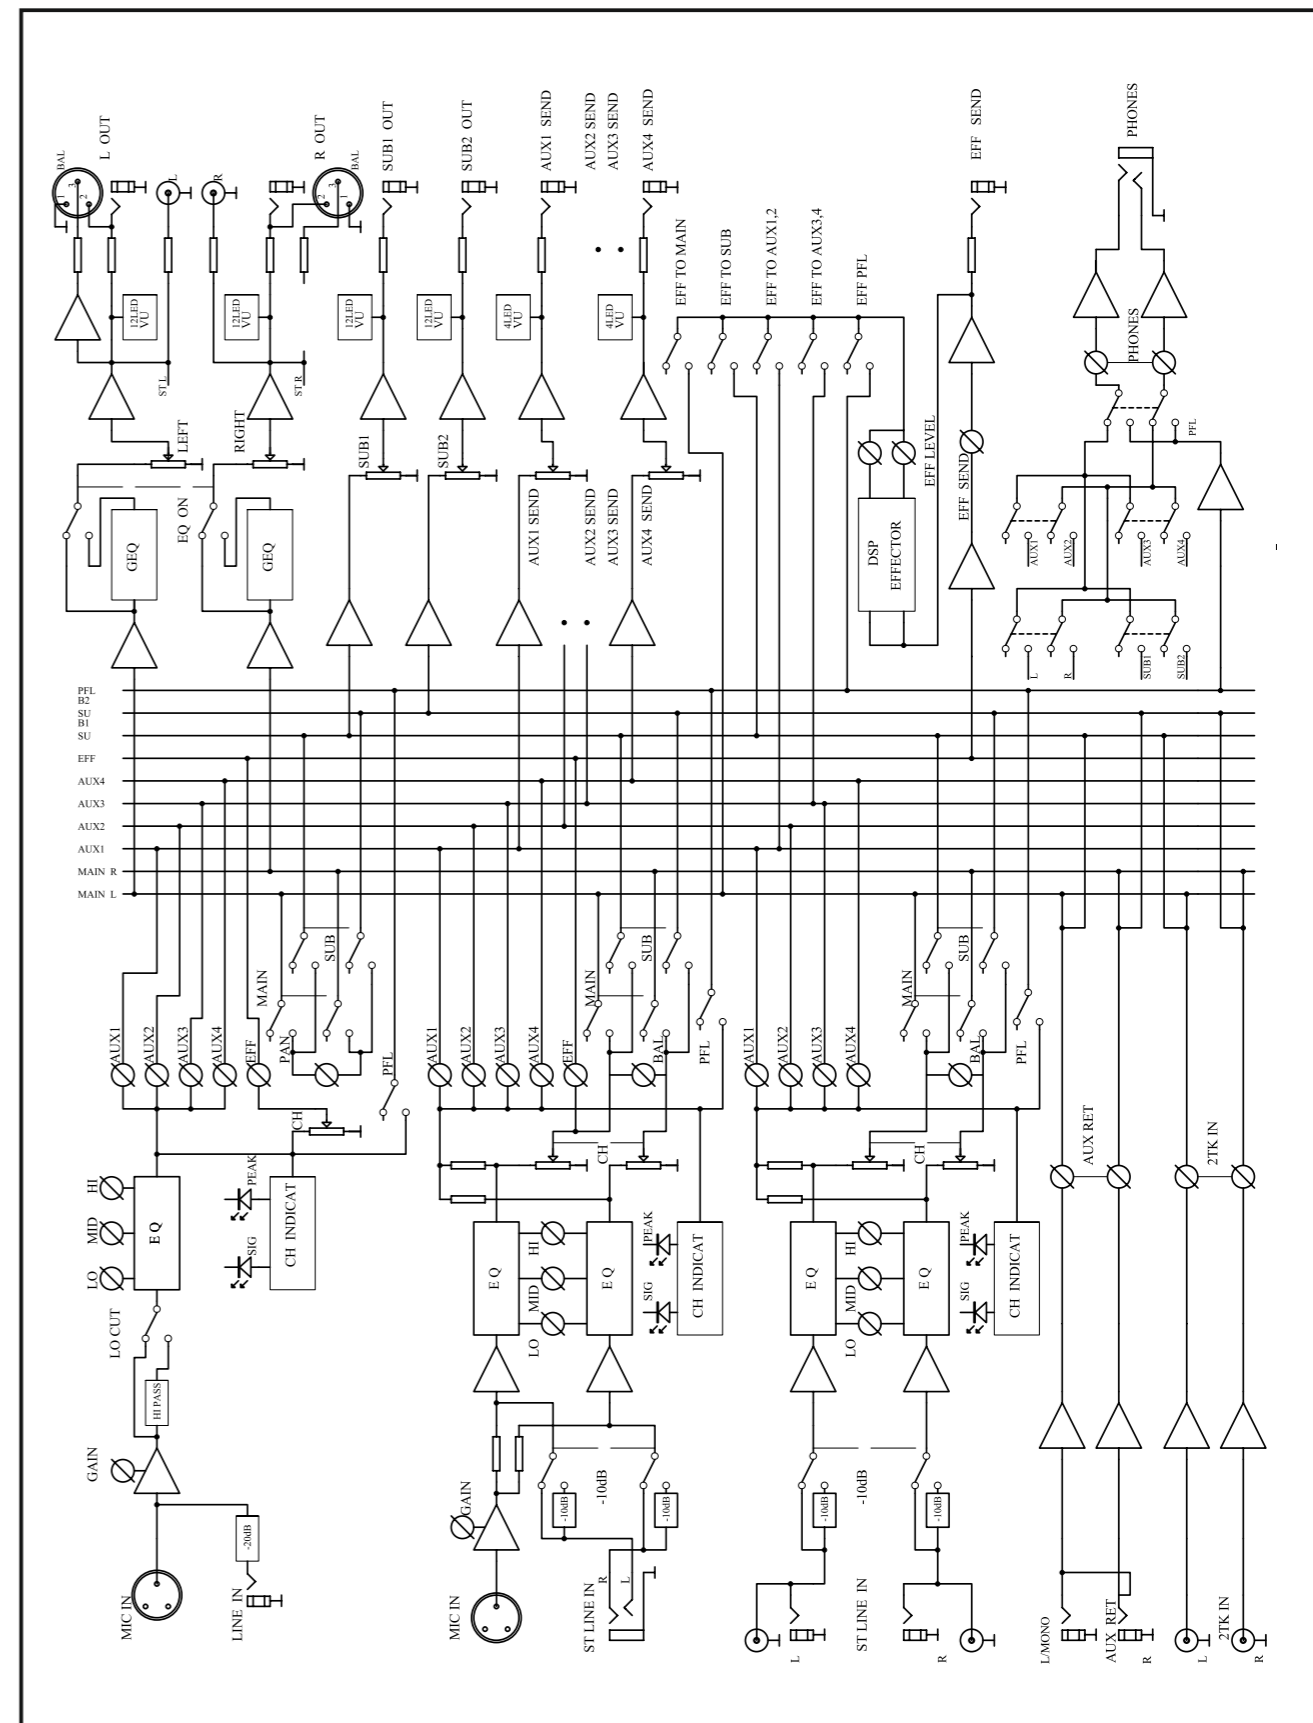 BAL
L OUT
1
2
3
L
R
R OUT
BAL
2
1
3
SUB1 OUT
SUB2 OUT
AUX1 SEND
AUX2 SEND
AUX3 SEND
AUX4 SEND
EFF SEND
PHONES
12LED
VU
12LED
VU
12LED
VU
12LED
VU
4LED
VU
4LED
VU
ST L
ST R
EFF TO MAIN
EFF TO SUB
EFF TO AUX1,2
EFF TO AUX3,4
EFF PFL
PHONES
LEFT
RIGHT
SUB1
SUB2
EQ ON
GEQ
GEQ
AUX1 SEND
AUX2 SEND
AUX3 SEND
AUX4 SEND
EFF LEVEL
DSP
EFFECTOR
EFF SEND
PFL
AUX1
AUX2
AUX3
AUX4
L
R
SUB1
SUB2
PFL
B2
SU
B1
SU
EFF
AUX4
AUX3
AUX2
AUX1
MAIN R
MAIN L
AUX1
AUX2
AUX3
AUX4
EFF
MAIN
SUB
PAN
PFL
CH
AUX1
AUX2
AUX3
AUX4
EFF
MAIN
SUB
BAL
PFL
CH
AUX1
AUX2
AUX3
AUX4
MAIN
SUB
BAL
PFL
CH
AUX RET
2TK IN
HI
MID
LO
E Q
SIG
PEAK
CH INDICAT
LO CUT
HI PASS
GAIN
-20dB
MIC IN
LINE IN
E Q
HI
MID
LO
E Q
SIG
PEAK
CH INDICAT
GAIN
-10dB
-10dB
-10dB
MIC IN
ST LINE IN
R
L
E Q
HI
MID
LO
E Q
SIG
PEAK
CH INDICAT
-10dB
-10dB
-10dB
ST LINE IN
L
R
L/MONO
AUX RET
R
L
2TK IN
R